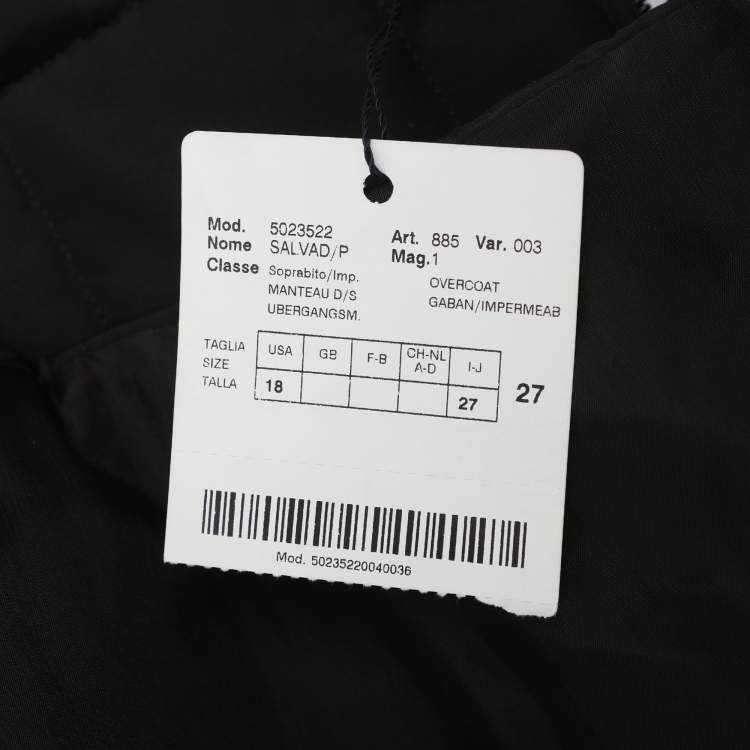 Mod. 5023522 Art. 885 Var. 003
Nome SALVAD/P Mag.1
Classe Soprabito/Imp. OVERCOAT
MANTEAU D/S GABAN/IMPERMEAB
UBERGANGSM.
TAGLIA USA GB F-B CH-NL I-J
SIZE A-D
TALLA 18 27 27
Mod. 50235220040036